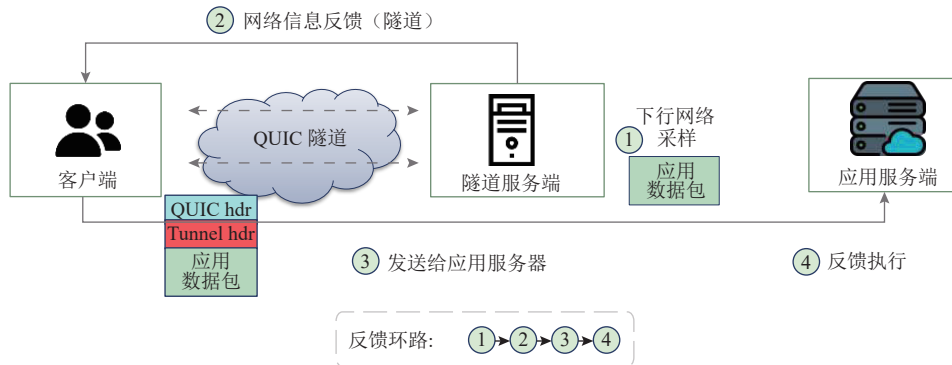 ② 网络信息反馈（隧道）
QUIC 隧道
客户端
隧道服务端
① 下行网络
采样
应用
数据包
应用服务端
QUIC hdr
Tunnel hdr
应用
数据包
③ 发送给应用服务器
④ 反馈执行
反馈环路: ① ② ③ ④